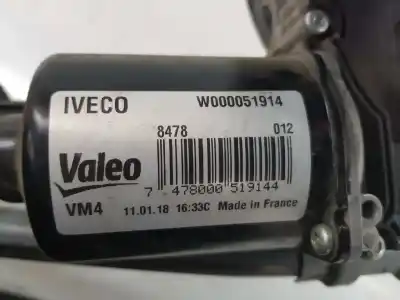 IVECO W000051914
8478 012
Valeo
7 478000 519144
VM4 11.01.18 16:33C Made in France